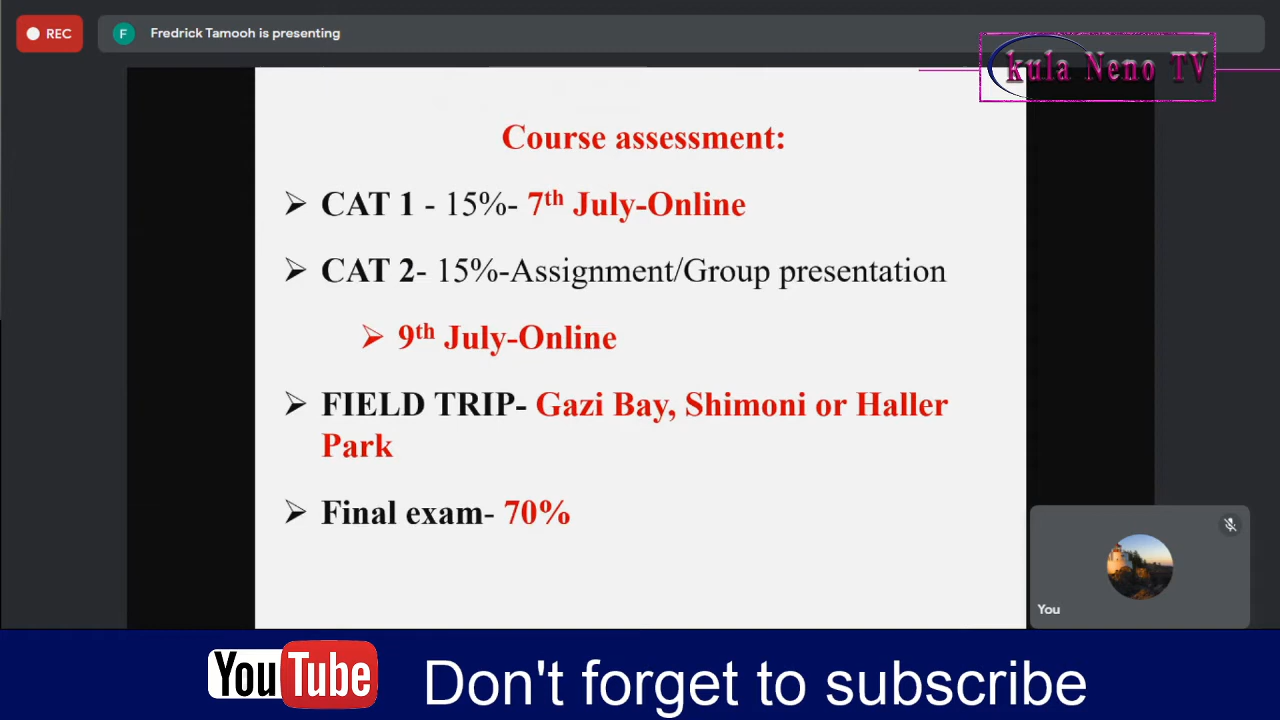 REC
F
Fredrick Tamooh is presenting
kula Neno TV
Course assessment:
➢ CAT 1 - 15%- 7th July-Online
➢ CAT 2- 15%-Assignment/Group presentation
➢ 9th July-Online
➢ FIELD TRIP- Gazi Bay, Shimoni or Haller
Park
➢ Final exam- 70%
You
YouTube
Don't forget to subscribe